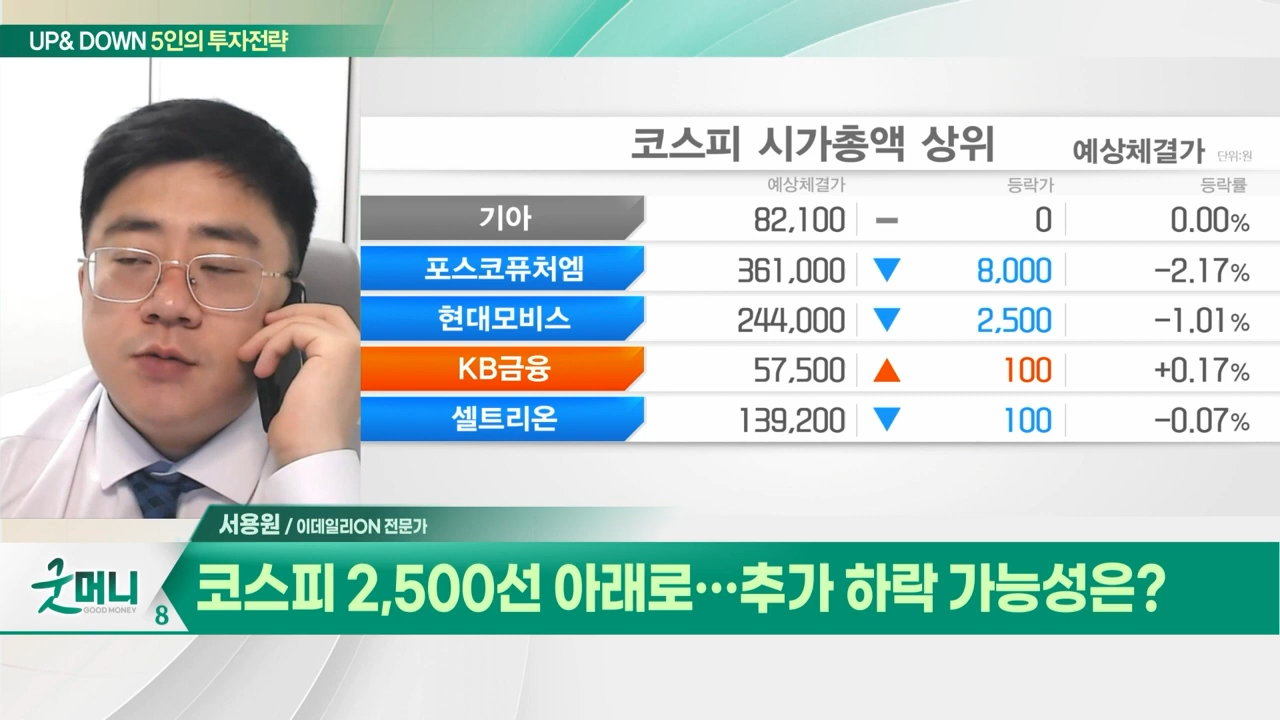 UP& DOWN 5인의 투자전략
코스피 시가총액 상위 예상체결가 단위:원
예상체결가 등락가 등락률
기아 82,100 0 0.00%
포스코퓨처엠 361,000 ▼ 8,000 -2.17%
현대모비스 244,000 ▼ 2,500 -1.01%
KB금융 57,500 ▲ 100 +0.17%
셀트리온 139,200 ▼ 100 -0.07%
서용원 / 이데일리ON 전문가
굿머니 GOOD MONEY 8
코스피 2,500선 아래로…추가 하락 가능성은?